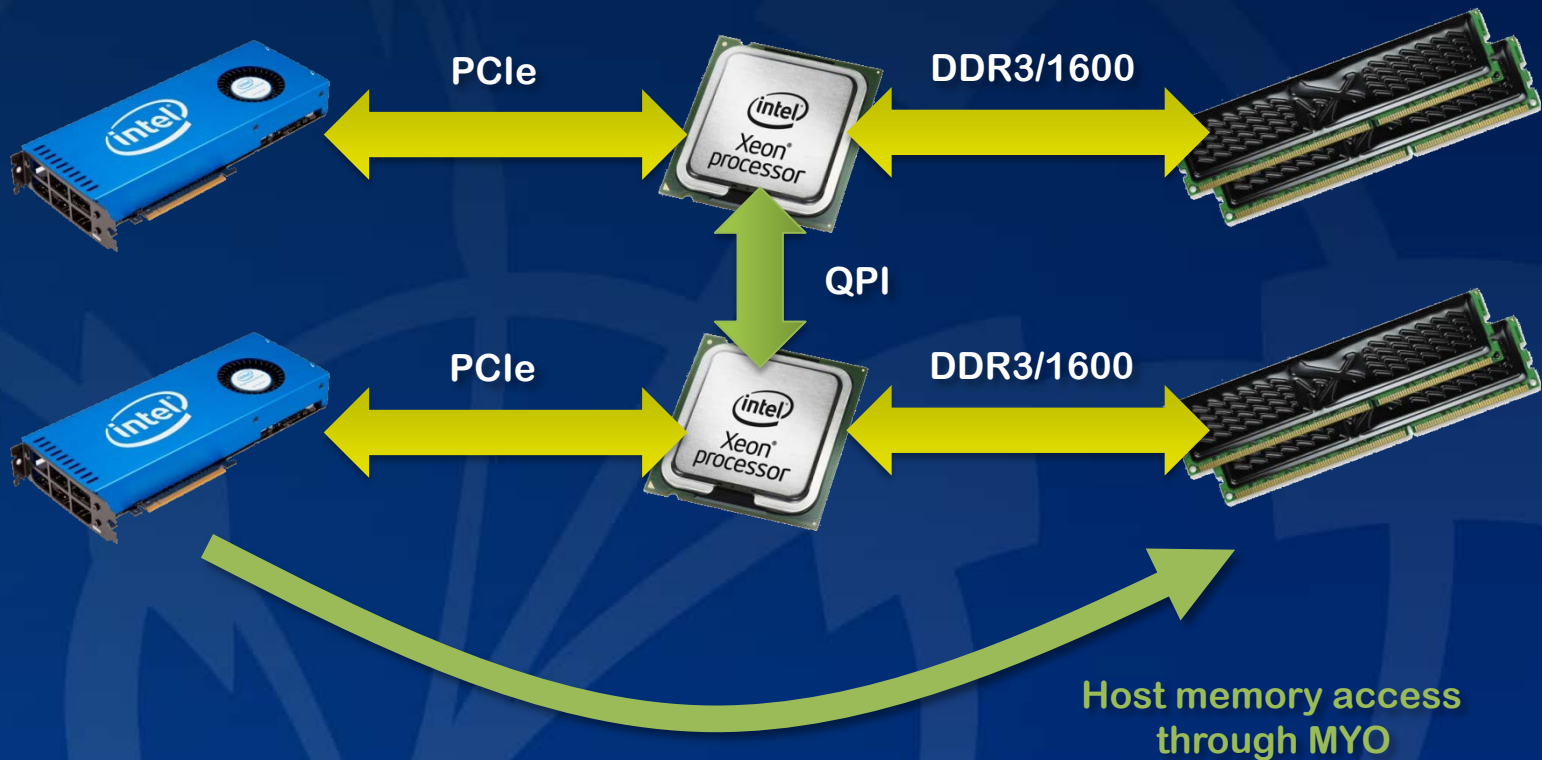 PCIe
DDR3/1600
intel
intel
Xeon®
processor
QPI
PCIe
DDR3/1600
intel
intel
Xeon®
processor
Host memory access
through MYO